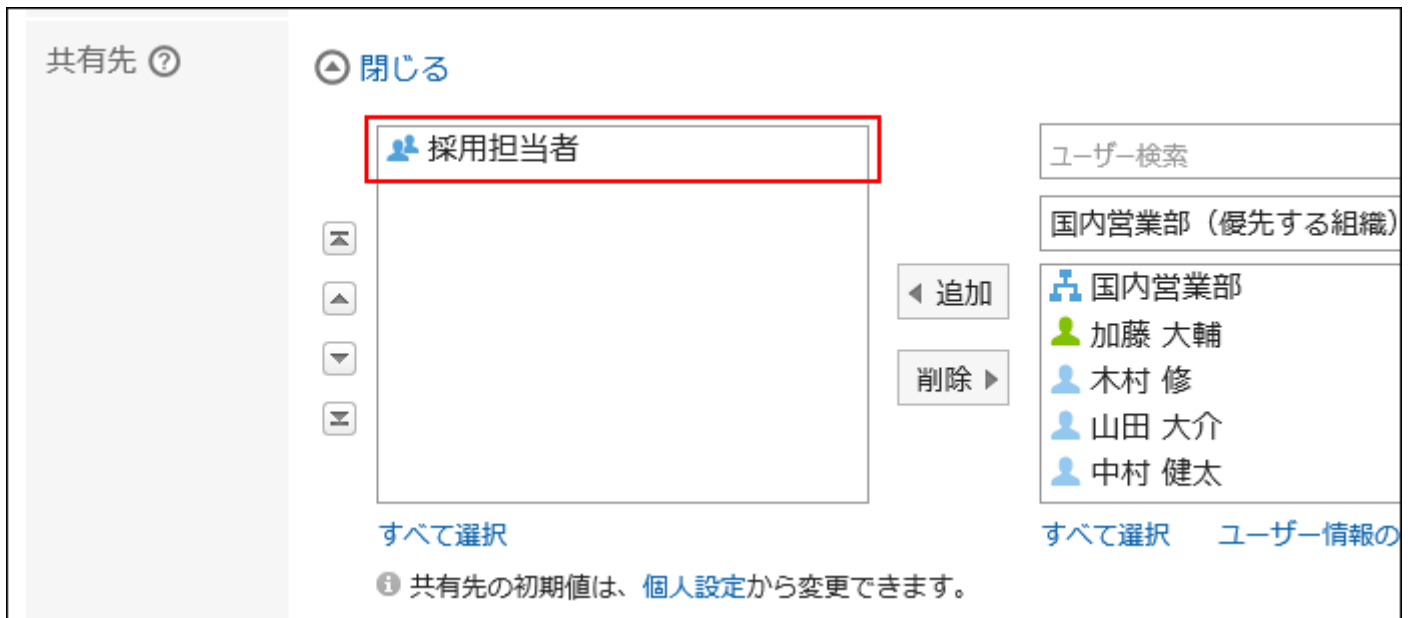 共有先
閉じる
採用担当者
ユーザー検索
国内営業部（優先する組織）
追加
削除
国内営業部
加藤 大輔
木村 修
山田 大介
中村 健太
すべて選択
すべて選択 ユーザー情報の
共有先の初期値は、個人設定から変更できます。